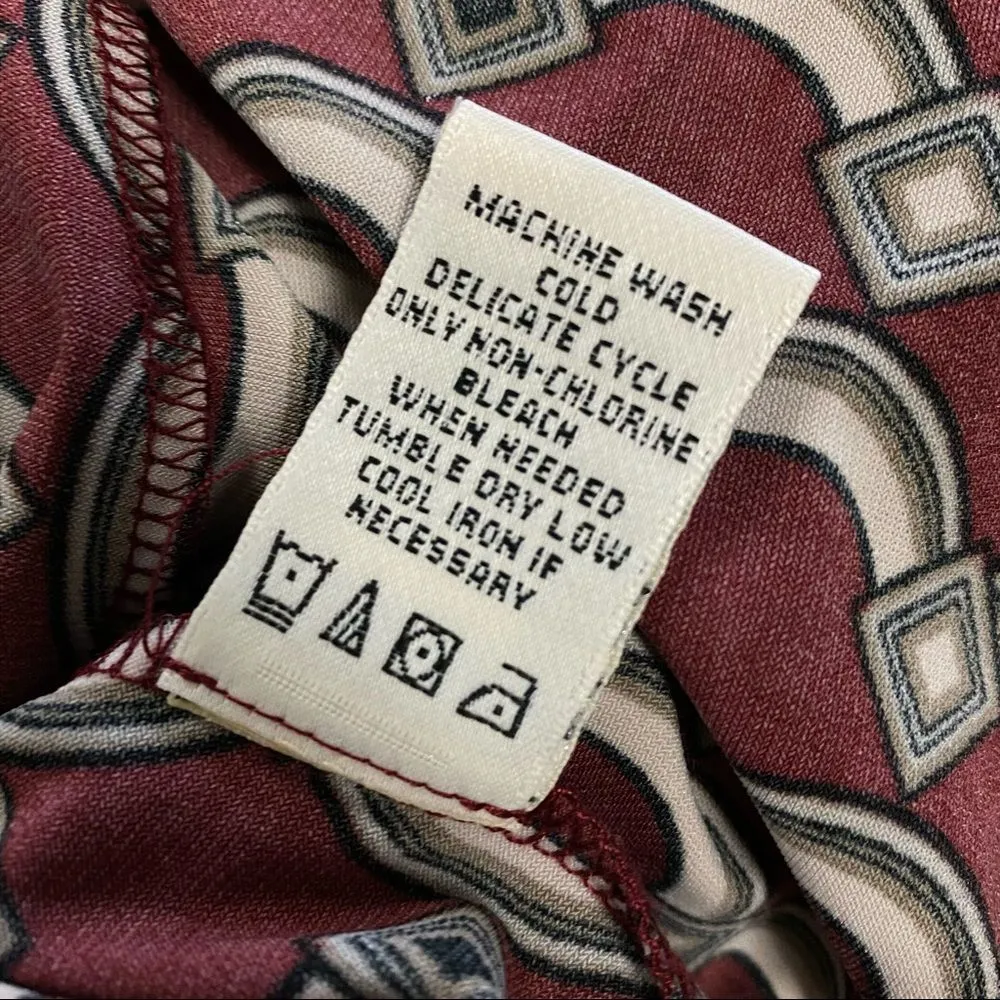 MACHINE WASH
COLD
DELICATE CYCLE
ONLY NON-CHLORINE
BLEACH
WHEN NEEDED
TUMBLE DRY LOW
COOL IRON IF
NECESSARY